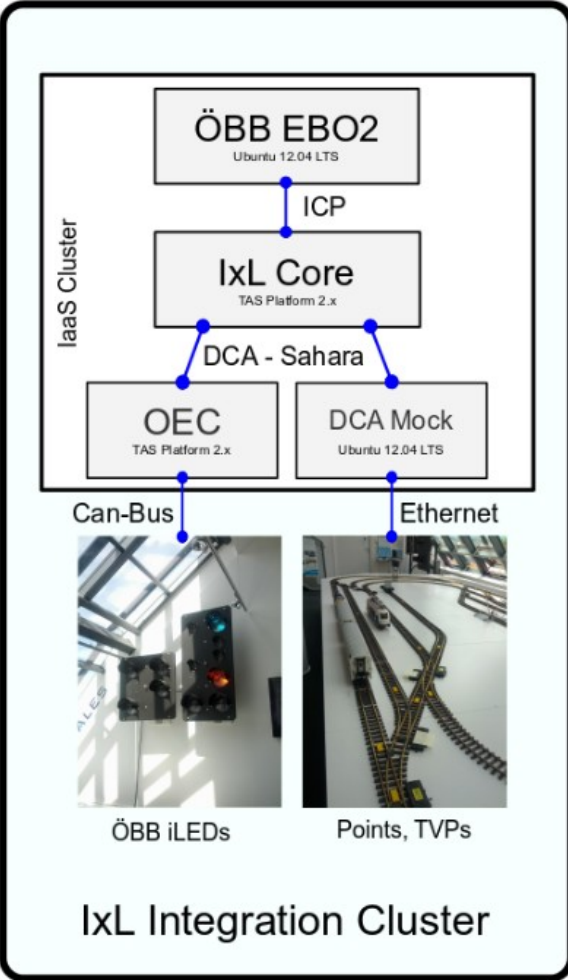 ÖBB EBO2
Ubuntu 12.04 LTS
ICP
IaaS Cluster
IxL Core
TAS Platform 2.x
DCA - Sahara
OEC
TAS Platform 2.x
DCA Mock
Ubuntu 12.04 LTS
Can-Bus
Ethernet
ALES
ÖBB iLEDs
Points, TVPs
IxL Integration Cluster